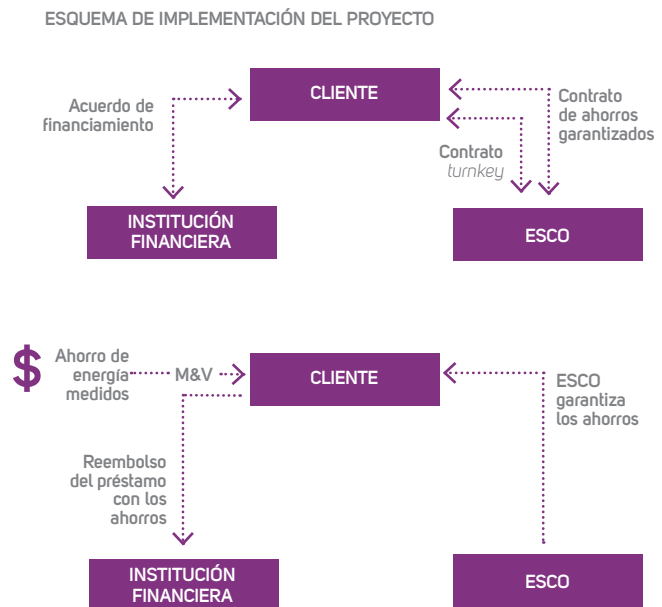 ESQUEMA DE IMPLEMENTACIÓN DEL PROYECTO
CLIENTE
Acuerdo de
financiamiento
Contrato
de ahorros
garantizados
Contrato
turnkey
INSTITUCIÓN
FINANCIERA
ESCO
$
Ahorro de
energía
medidos
M&V
CLIENTE
ESCO
garantiza
los ahorros
Reembolso
del préstamo
con los
ahorros
INSTITUCIÓN
FINANCIERA
ESCO